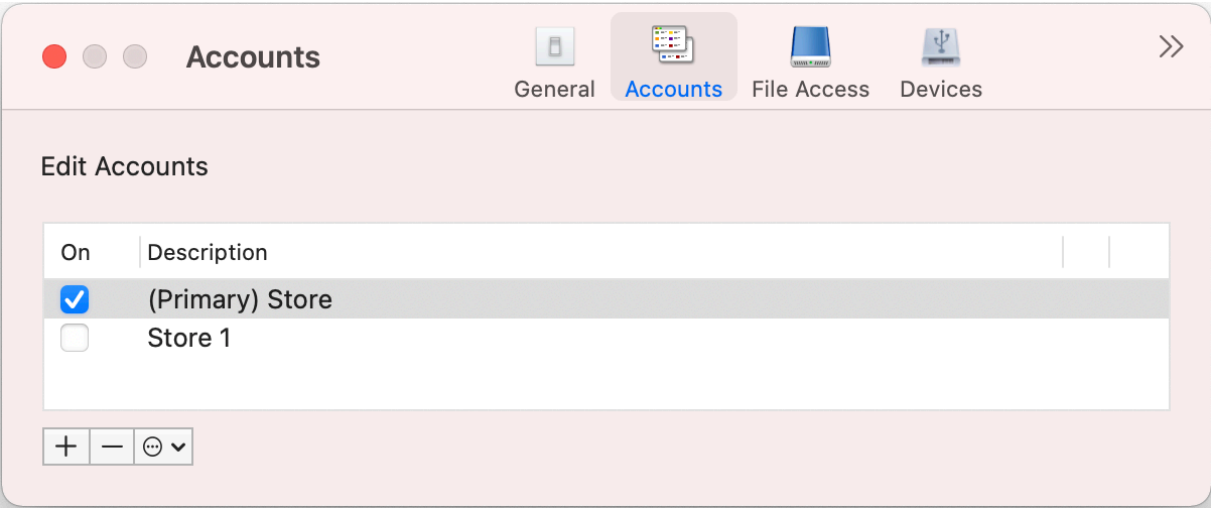 Accounts
General Accounts File Access Devices
Edit Accounts
On Description
(Primary) Store
Store 1